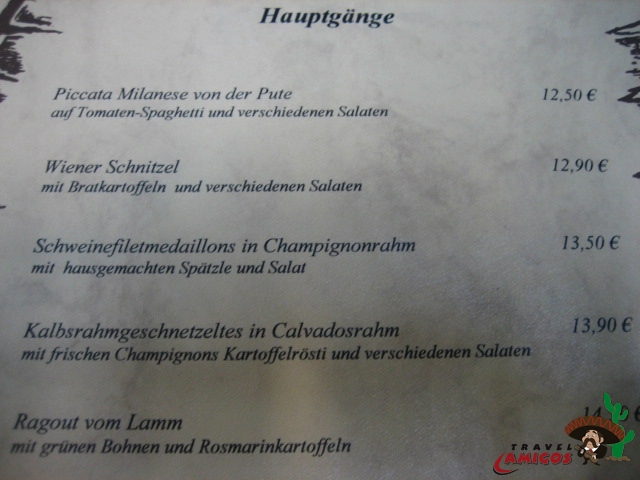 Hauptgänge
Piccata Milanese von der Pute 12,50 €
auf Tomaten-Spaghetti und verschiedenen Salaten
Wiener Schnitzel 12,90 €
mit Bratkartoffeln und verschiedenen Salaten
Schweinefiletmedaillons in Champignonrahm 13,50 €
mit hausgemachten Spätzle und Salat
Kalbsrahmgeschnetzeltes in Calvadosrahm 13,90 €
mit frischen Champignons Kartoffelrösti und verschiedenen Salaten
Ragout vom Lamm
mit grünen Bohnen und Rosmarinkartoffeln
TRAVEL
AMIGOS